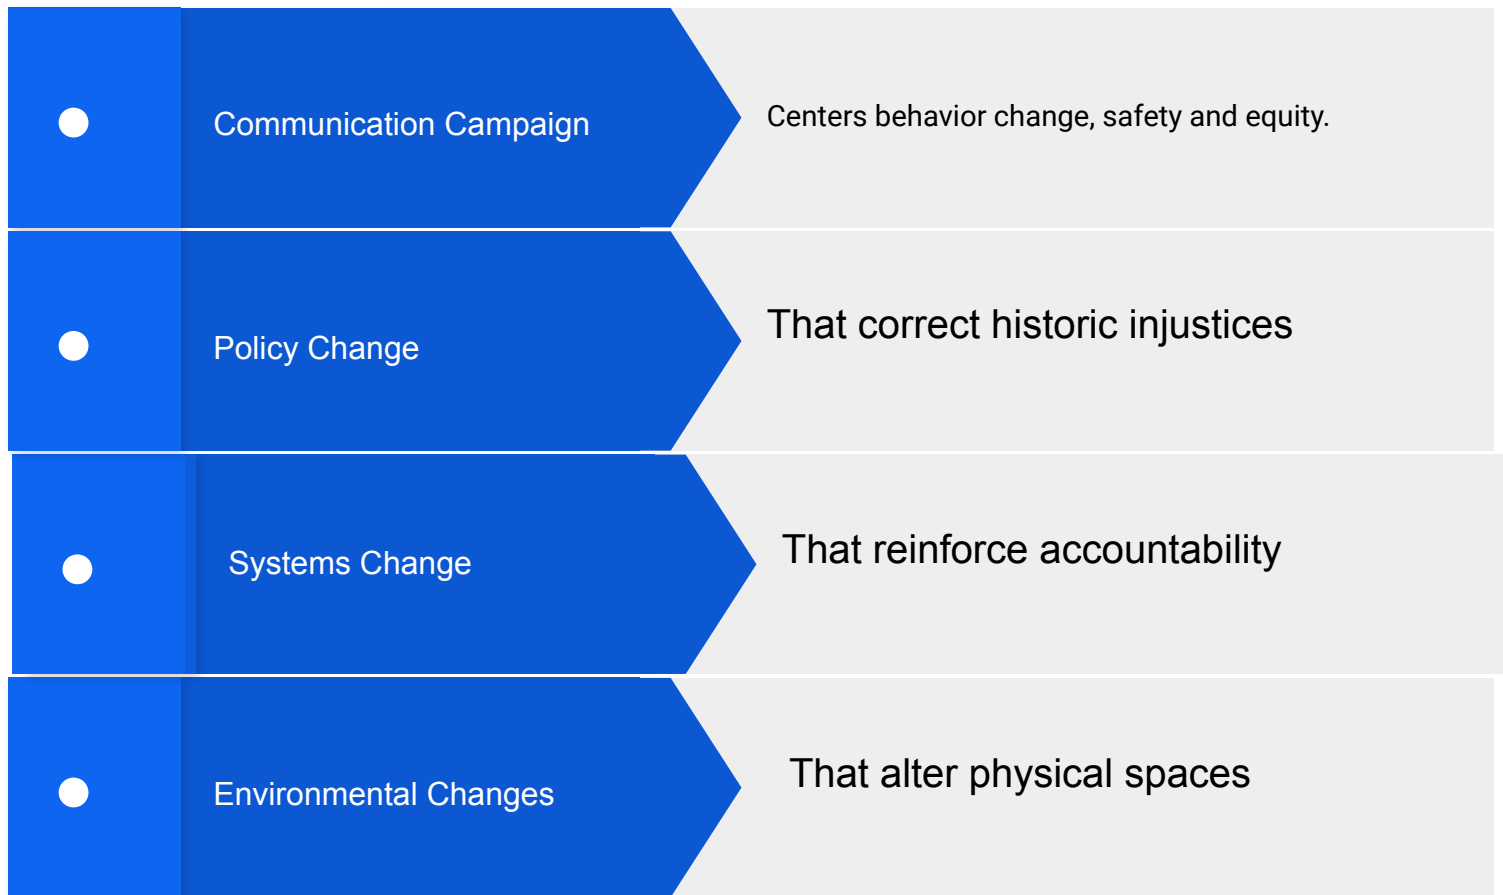 Communication Campaign
Centers behavior change, safety and equity.
Policy Change
That correct historic injustices
Systems Change
That reinforce accountability
Environmental Changes
That alter physical spaces